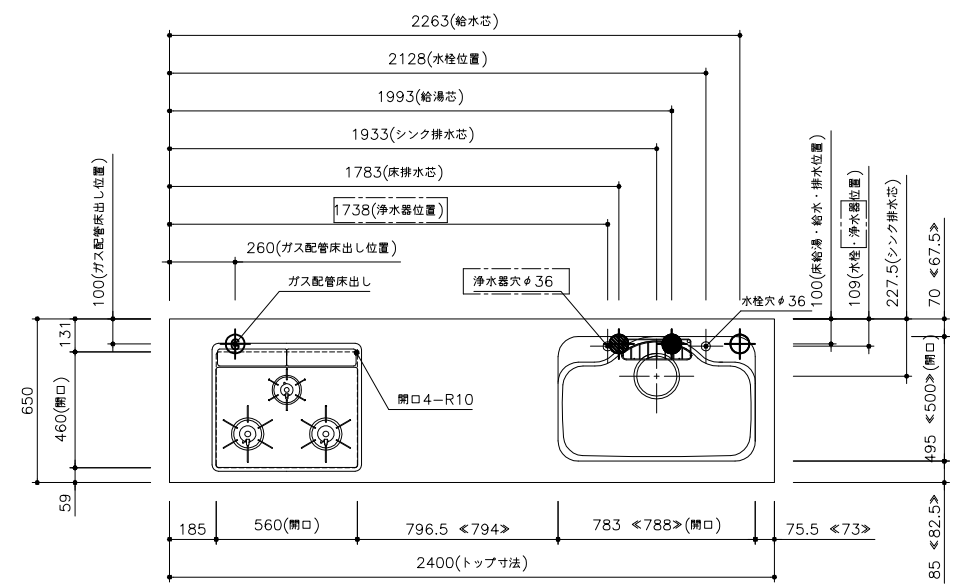 2263(給水芯)
2128(水栓位置)
1993(給湯芯)
1933(シンク排水芯)
1783(床排水芯)
1738(浄水器位置)
260(ガス配管床出し位置)
ガス配管床出し
浄水器穴φ36
水栓穴φ36
100(ガス配管床出し位置)
100(床給湯・給水・排水位置)
109(水栓・浄水器位置)
227.5(シンク排水芯)
70 ≪67.5≫
131
650
460(開口)
59
開口4−R10
495 ≪500≫(開口)
85 ≪82.5≫
185
560(開口)
796.5 ≪794≫
783 ≪788≫(開口)
75.5 ≪73≫
2400(トップ寸法)